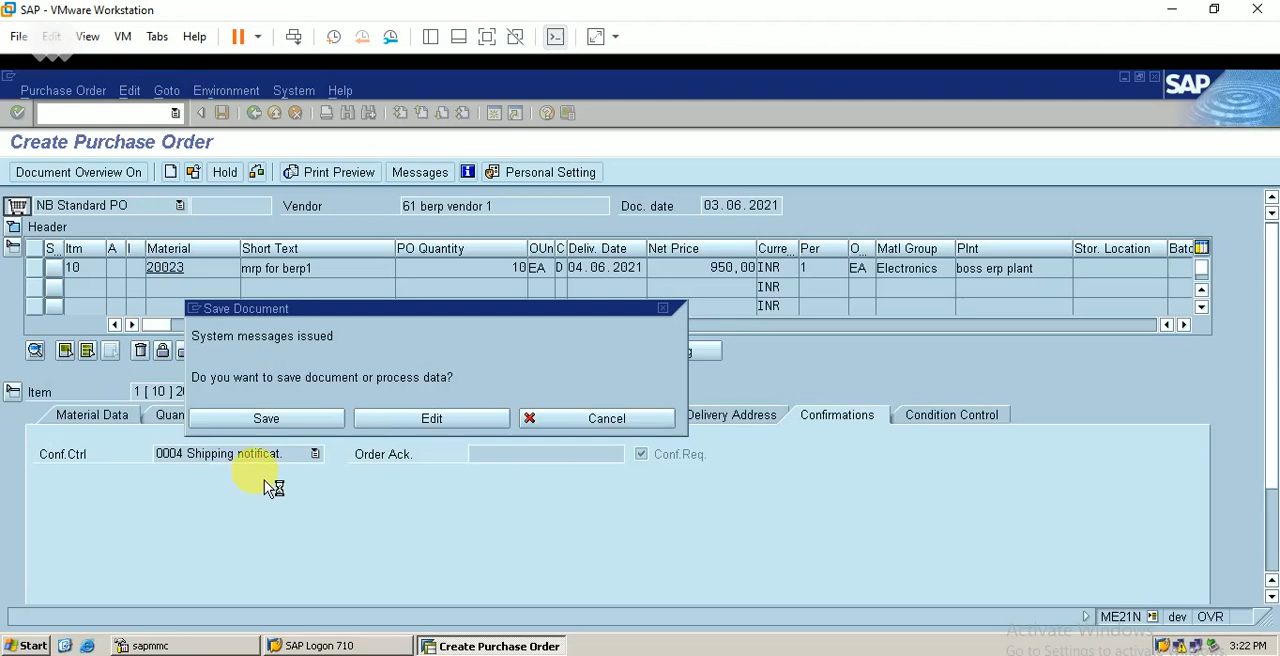 SAP - VMware Workstation
File Edit View VM Tabs Help
Purchase Order Edit Goto Environment System Help
SAP
Create Purchase Order
Document Overview On Hold Print Preview Messages Personal Setting
NB Standard PO Vendor 61 berp vendor 1 Doc. date 03.06.2021
Header
S... Itm A I Material Short Text PO Quantity OUn C Deliv. Date Net Price Curre... Per O... Matl Group Plnt Stor. Location Batc
10 20023 mrp for berp1 10 EA D 04.06.2021 950,00 INR 1 EA Electronics boss erp plant
INR
INR
Save Document
System messages issued
Do you want to save document or process data?
Save Edit Cancel
Item 1 [ 10 ]
Material Data Quan Delivery Address Confirmations Condition Control
Conf.Ctrl 0004 Shipping notificat. Order Ack. Conf.Req.
ME21N dev OVR
Activate Windows
Go to Settings to activate
Start sapmmc SAP Logon 710 Create Purchase Order 3:22 PM